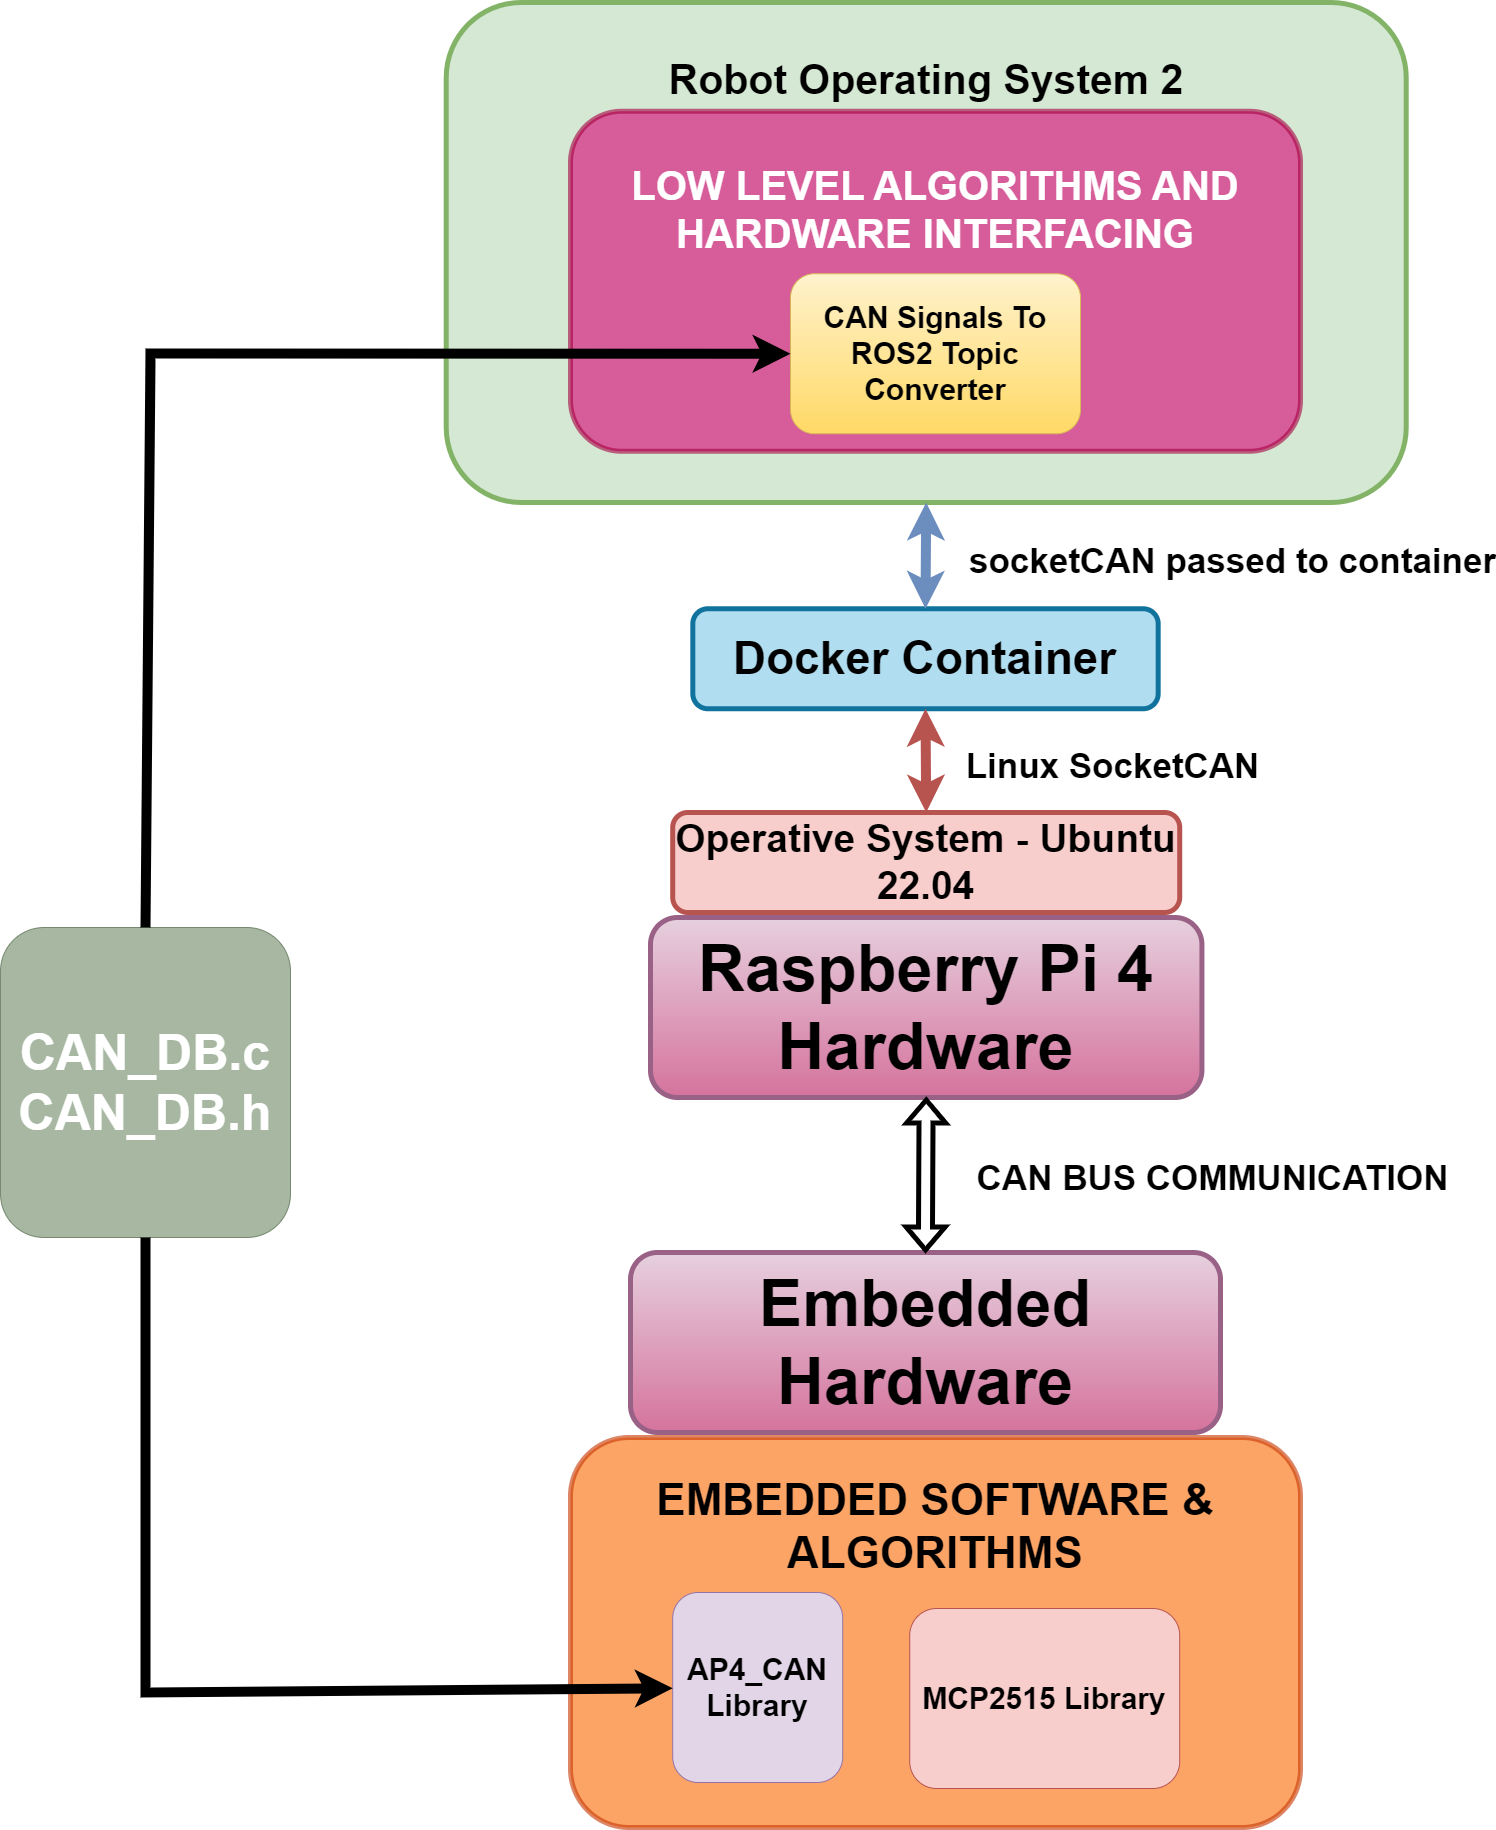 Robot Operating System 2
LOW LEVEL ALGORITHMS AND
HARDWARE INTERFACING
CAN Signals To
ROS2 Topic
Converter
socketCAN passed to container
Docker Container
Linux SocketCAN
Operative System - Ubuntu
22.04
Raspberry Pi 4
Hardware
CAN_DB.c
CAN_DB.h
CAN BUS COMMUNICATION
Embedded
Hardware
EMBEDDED SOFTWARE &
ALGORITHMS
AP4_CAN
Library
MCP2515 Library